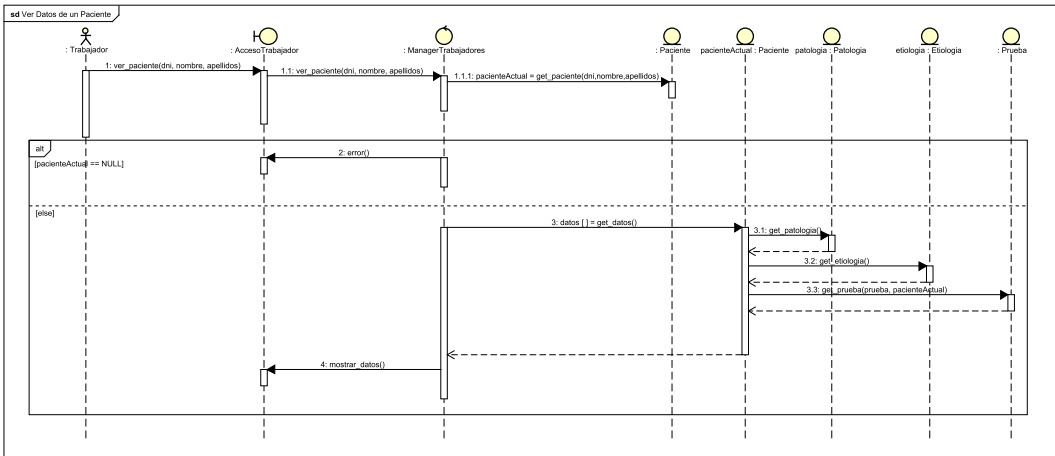 sd Ver Datos de un Paciente
: Trabajador
: AccesoTrabajador
: ManagerTrabajadores
: Paciente
pacienteActual : Paciente
patologia : Patologia
etiologia : Etiologia
: Prueba
1: ver_paciente(dni, nombre, apellidos)
1.1: ver_paciente(dni, nombre, apellidos)
1.1.1: pacienteActual = get_paciente(dni,nombre,apellidos)
alt
[pacienteActual == NULL]
2: error()
[else]
3: datos [ ] = get_datos()
3.1: get_patologia()
3.2: get_etiologia()
3.3: get_prueba(prueba, pacienteActual)
4: mostrar_datos()